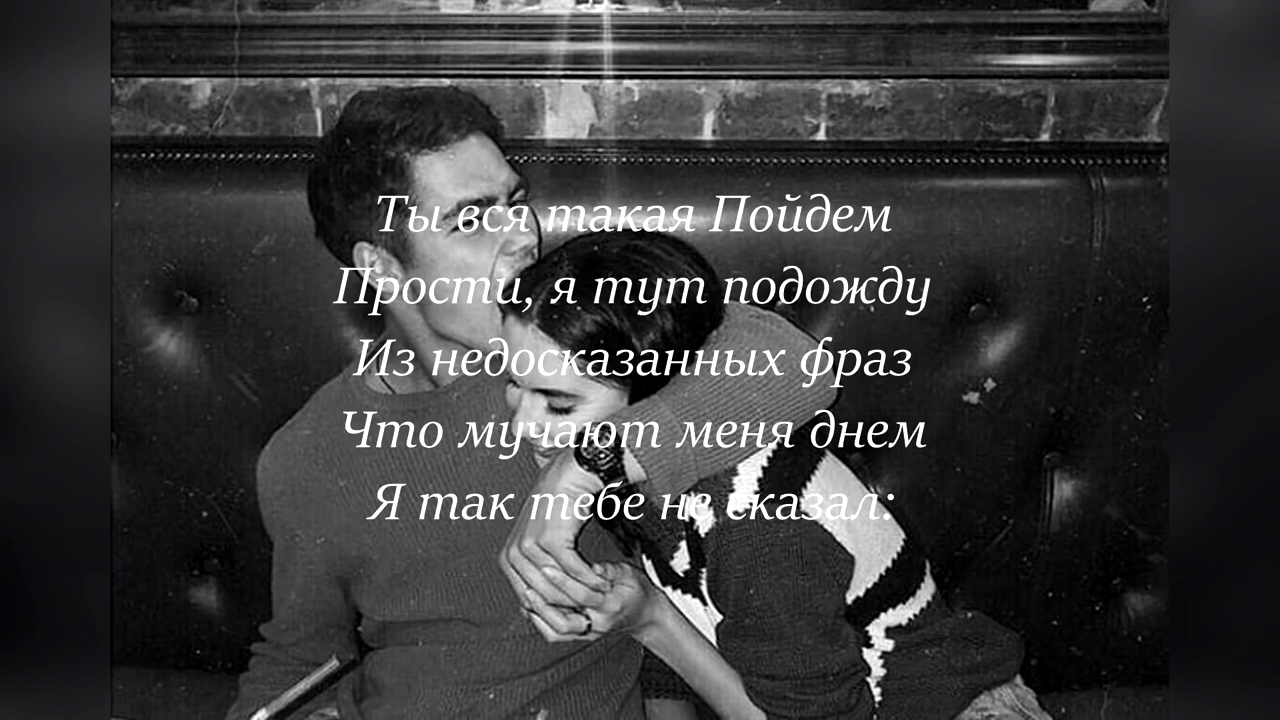 Ты вся такая Пойдем
Прости, я тут подожду
Из недосказанных фраз
Что мучают меня днем
Я так тебе не сказал: